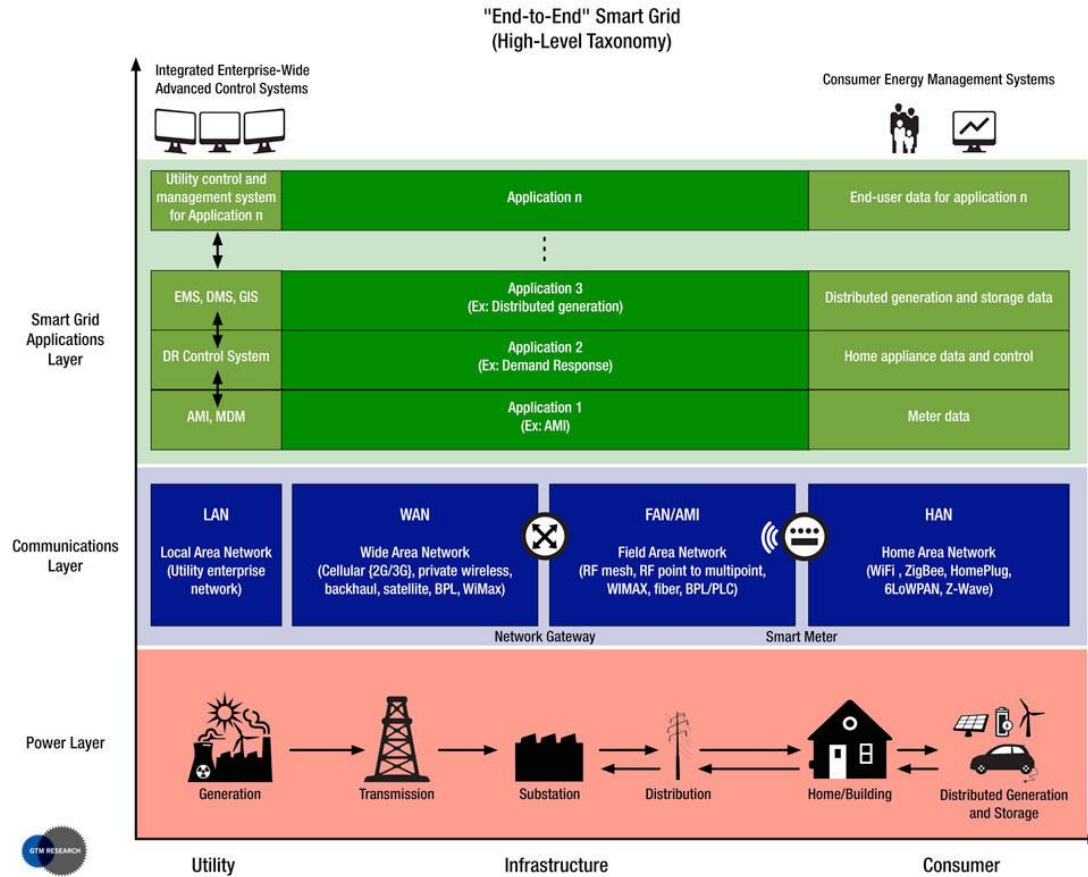 "End-to-End" Smart Grid
(High-Level Taxonomy)
Integrated Enterprise-Wide
Advanced Control Systems
Consumer Energy Management Systems
Smart Grid
Applications
Layer
Utility control and
management system
for Application n
Application n
End-user data for application n
EMS, DMS, GIS
Application 3
(Ex: Distributed generation)
Distributed generation and storage data
DR Control System
Application 2
(Ex: Demand Response)
Home appliance data and control
AMI, MDM
Application 1
(Ex: AMI)
Meter data
Communications
Layer
LAN
Local Area Network
(Utility enterprise
network)
WAN
Wide Area Network
(Cellular {2G/3G}, private wireless,
backhaul, satellite, BPL, WiMax)
FAN/AMI
Field Area Network
(RF mesh, RF point to multipoint,
WIMAX, fiber, BPL/PLC)
HAN
Home Area Network
(WiFi , ZigBee, HomePlug,
6LoWPAN, Z-Wave)
Network Gateway
Smart Meter
Power Layer
Generation
Transmission
Substation
Distribution
Home/Building
Distributed Generation
and Storage
GTM RESEARCH
Utility
Infrastructure
Consumer